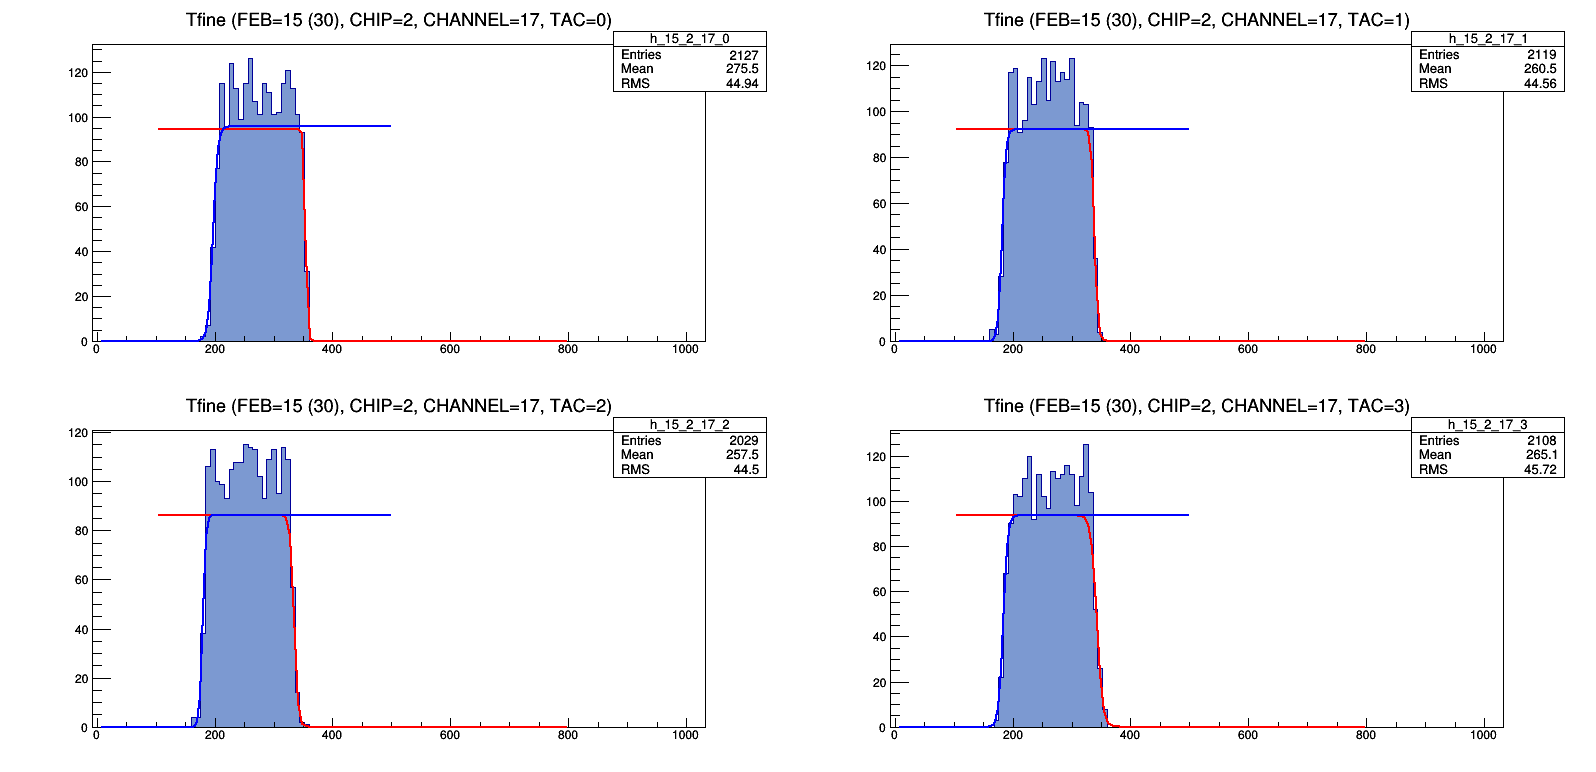 Tfine (FEB=15 (30), CHIP=2, CHANNEL=17, TAC=0)
h_15_2_17_0
Entries 2127
Mean 275.5
RMS 44.94
120
100
80
60
40
20
0
0 200 400 600 800 1000
Tfine (FEB=15 (30), CHIP=2, CHANNEL=17, TAC=1)
h_15_2_17_1
Entries 2119
Mean 260.5
RMS 44.56
120
100
80
60
40
20
0
0 200 400 600 800 1000
Tfine (FEB=15 (30), CHIP=2, CHANNEL=17, TAC=2)
h_15_2_17_2
Entries 2029
Mean 257.5
RMS 44.5
120
100
80
60
40
20
0
0 200 400 600 800 1000
Tfine (FEB=15 (30), CHIP=2, CHANNEL=17, TAC=3)
h_15_2_17_3
Entries 2108
Mean 265.1
RMS 45.72
120
100
80
60
40
20
0
0 200 400 600 800 1000